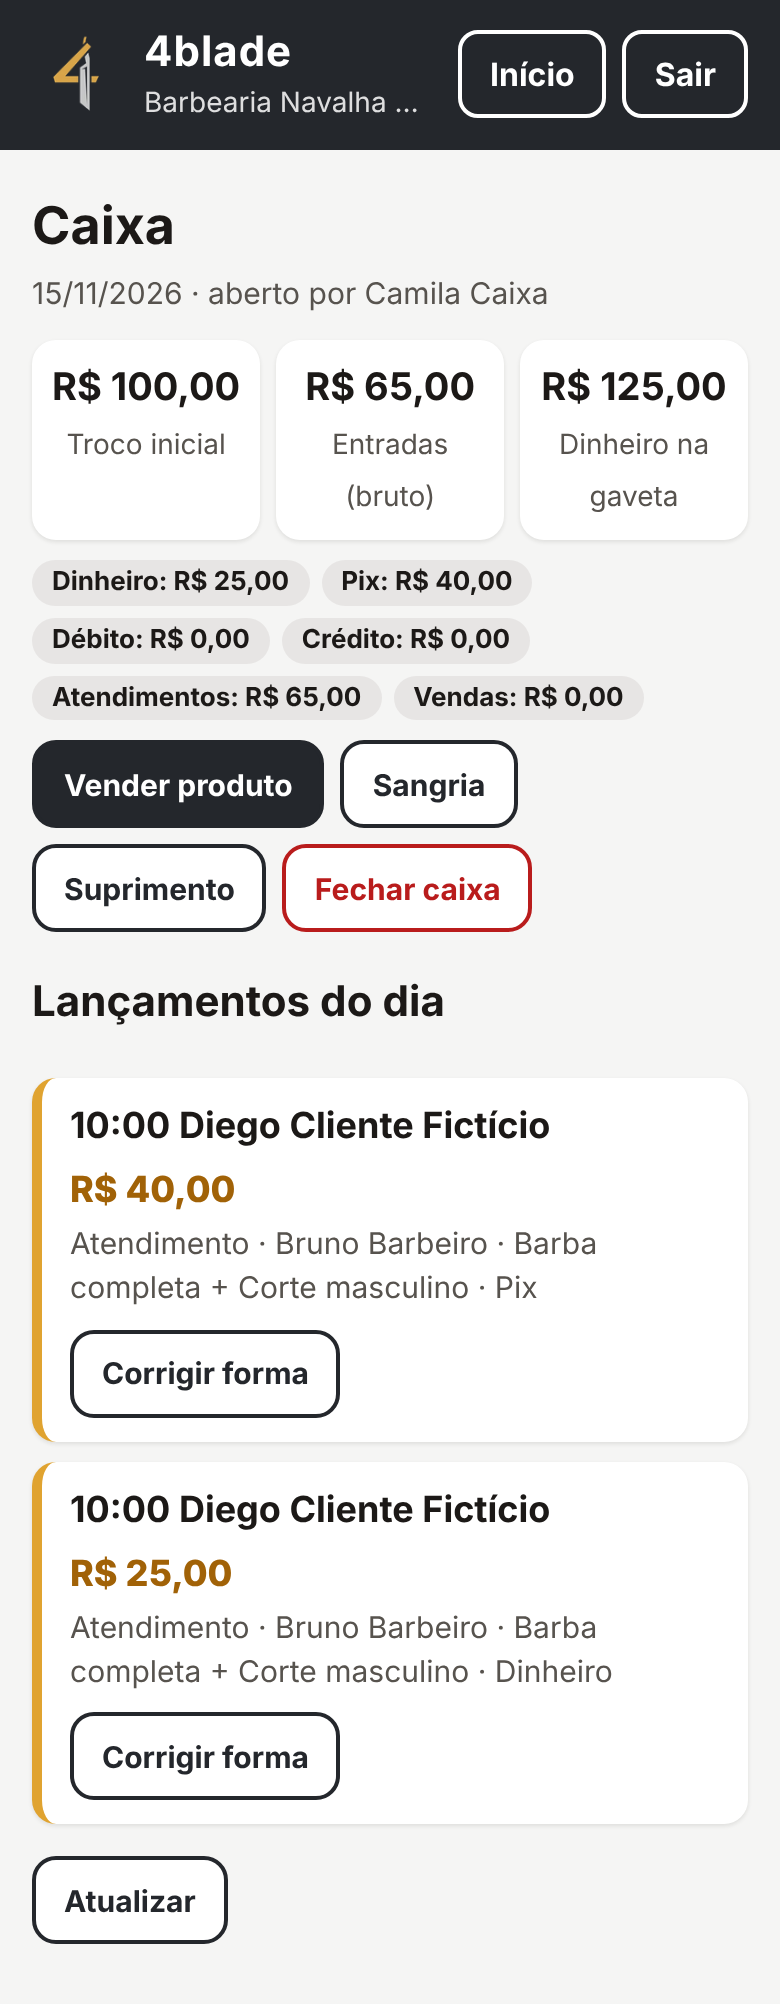 4blade
Barbearia Navalha ...
Início
Sair
Caixa
15/11/2026 · aberto por Camila Caixa
R$ 100,00
Troco inicial
R$ 65,00
Entradas
(bruto)
R$ 125,00
Dinheiro na
gaveta
Dinheiro: R$ 25,00
Pix: R$ 40,00
Débito: R$ 0,00
Crédito: R$ 0,00
Atendimentos: R$ 65,00
Vendas: R$ 0,00
Vender produto
Sangria
Suprimento
Fechar caixa
Lançamentos do dia
10:00 Diego Cliente Fictício
R$ 40,00
Atendimento · Bruno Barbeiro · Barba
completa + Corte masculino · Pix
Corrigir forma
10:00 Diego Cliente Fictício
R$ 25,00
Atendimento · Bruno Barbeiro · Barba
completa + Corte masculino · Dinheiro
Corrigir forma
Atualizar